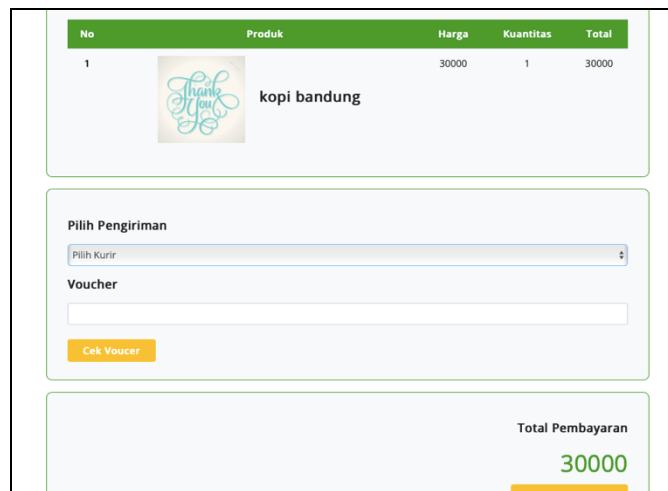 No Produk Harga Kuantitas Total
1 Thank You kopi bandung 30000 1 30000
Pilih Pengiriman
Pilih Kurir
Voucher
Cek Voucer
Total Pembayaran
30000